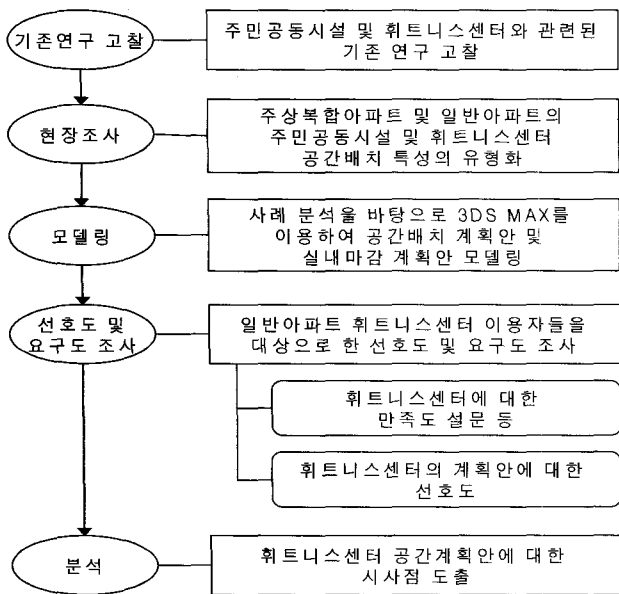 기존연구 고찰
주민공동시설 및 휘트니스센터와 관련된
기존 연구 고찰
현장조사
주상복합아파트 및 일반아파트의
주민공동시설 및 휘트니스센터
공간배치 특성의 유형화
모델링
사례 분석을 바탕으로 3DS MAX를
이용하여 공간배치 계획안 및
실내마감 계획안 모델링
선호도 및
요구도 조사
일반아파트 휘트니스센터 이용자들을
대상으로 한 선호도 및 요구도 조사
휘트니스센터에 대한
만족도 설문 등
휘트니스센터의 계획안에 대한
선호도
분석
휘트니스센터 공간계획안에 대한
시사점 도출